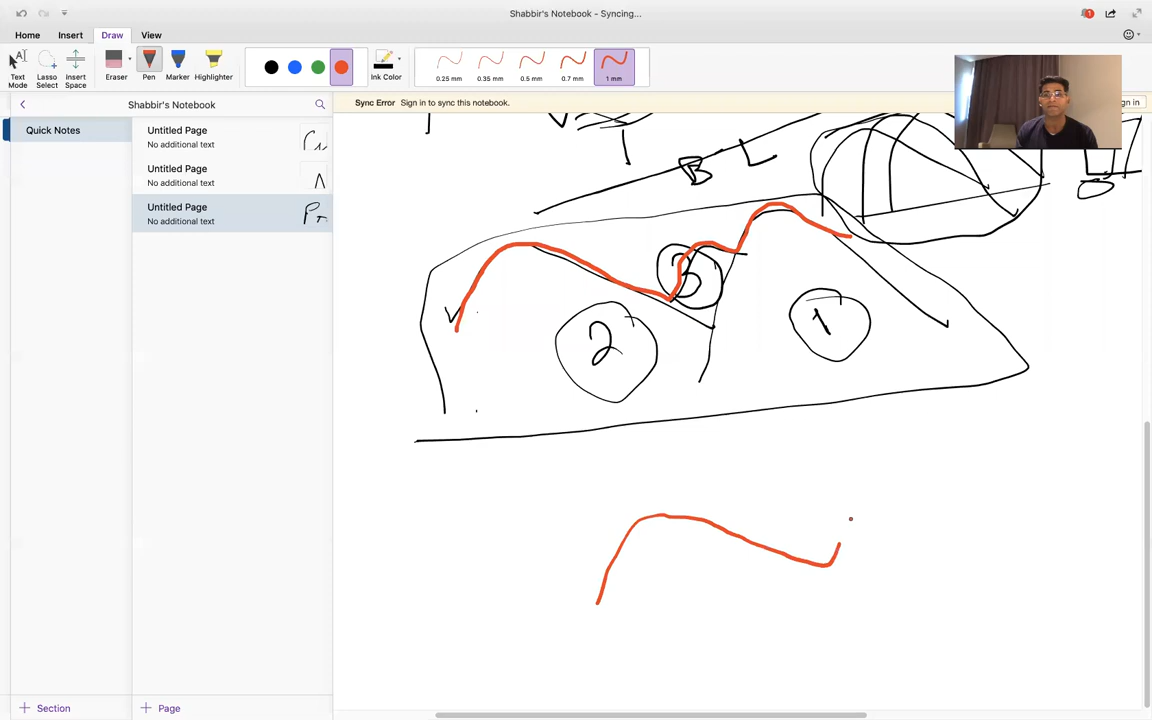 Shabbir's Notebook - Syncing...
1
Home Insert Draw View
Text Mode
Lasso Select
Insert Space
Eraser
Pen
Marker
Highlighter
Ink Color
0.25 mm
0.35 mm
0.5 mm
0.7 mm
1 mm
Shabbir's Notebook
Sync Error Sign in to sync this notebook.
n in
Quick Notes
Untitled Page
No additional text
Untitled Page
No additional text
Untitled Page
No additional text
B L
3
2
1
Section
Page